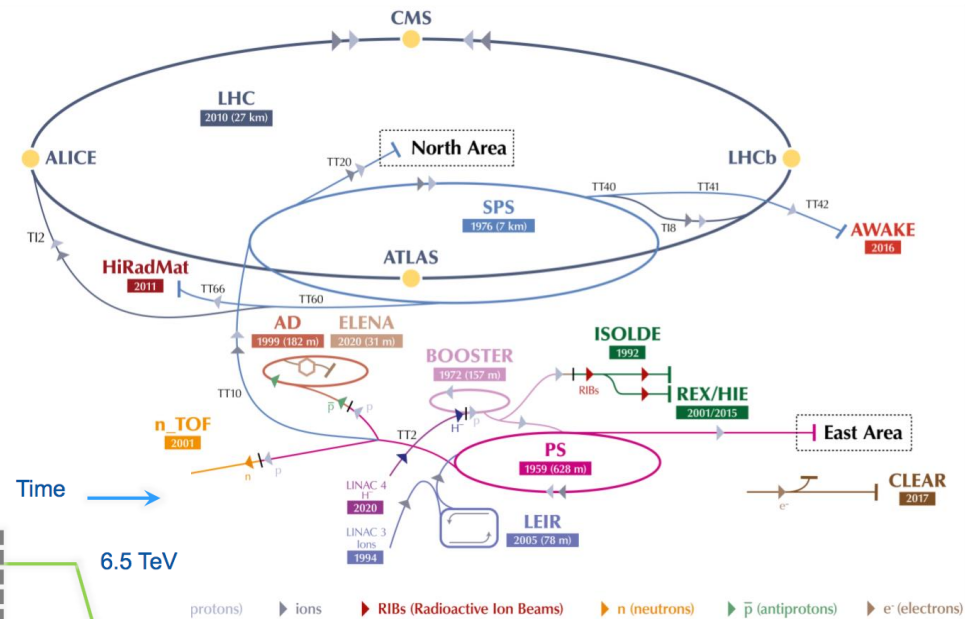 CMS
LHC
2010 (27 km)
North Area
ALICE
LHCb
TT20
TT40
TT41
SPS
1976 (7 km)
TT42
TI8
TI2
AWAKE
2016
ATLAS
HiRadMat
2011
TT66
TT60
AD
1999 (182 m)
ELENA
2020 (31 m)
ISOLDE
1992
BOOSTER
1972 (157 m)
RIBs
REX/HIE
2001/2015
TT10
p̅
p
H⁻
p
n_TOF
2001
TT2
East Area
PS
1959 (628 m)
n
p
Time
LINAC 4
H⁻
2020
CLEAR
2017
e⁻
LINAC 3
Ions
1994
LEIR
2005 (78 m)
6.5 TeV
protons)
ions
RIBs (Radioactive Ion Beams)
n (neutrons)
p̅ (antiprotons)
e⁻ (electrons)